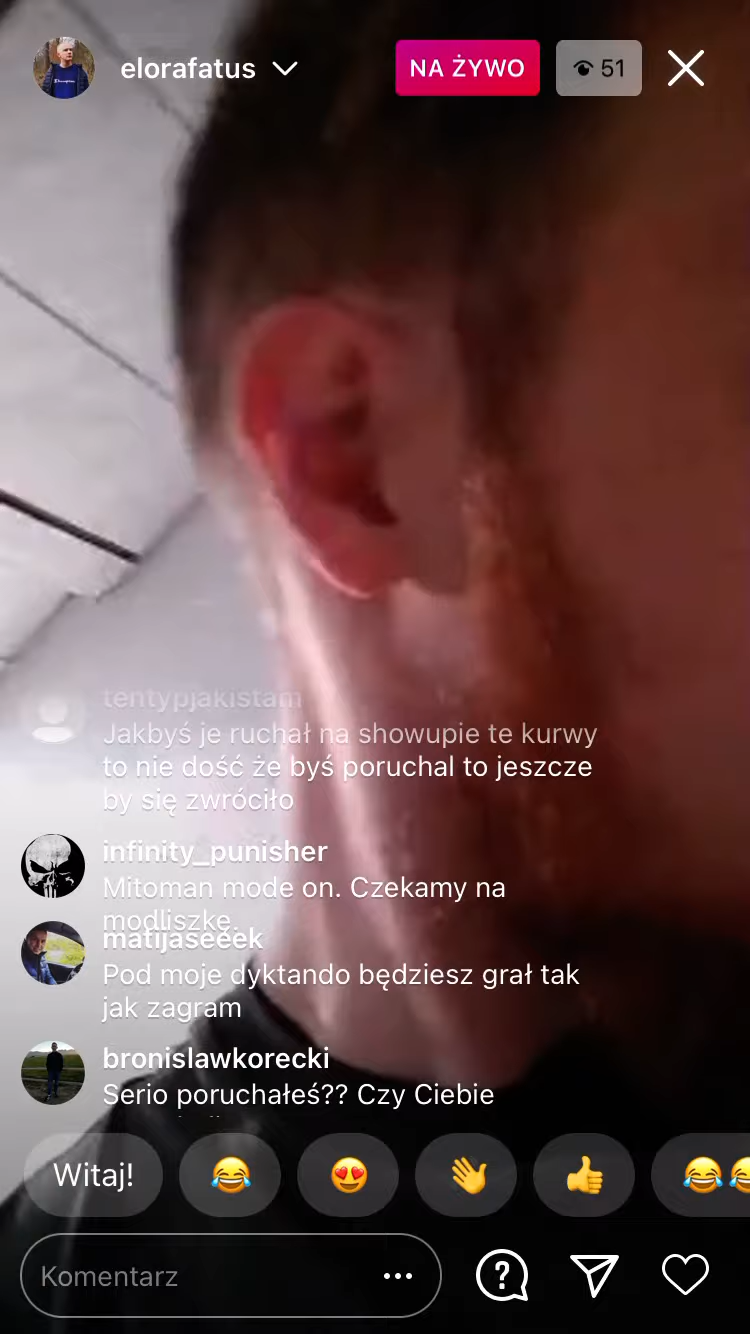 elorafatus
NA ŻYWO
51
tentypjakistam
Jakbyś je ruchał na showupie te kurwy
to nie dość że byś poruchal to jeszcze
by się zwróciło
infinity_punisher
Mitoman mode on. Czekamy na
modliszkę.
matijaseeek
Pod moje dyktando będziesz grał tak
jak zagram
bronislawkorecki
Serio poruchałeś?? Czy Ciebie
Witaj!
Komentarz